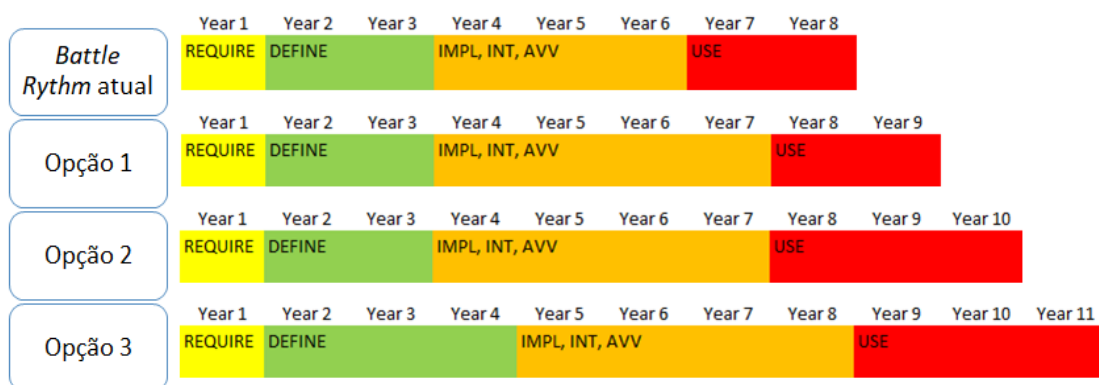 Year 1 Year 2 Year 3 Year 4 Year 5 Year 6 Year 7 Year 8
Battle
Rythm atual
REQUIRE DEFINE IMPL, INT, AVV USE
Year 1 Year 2 Year 3 Year 4 Year 5 Year 6 Year 7 Year 8 Year 9
Opção 1
REQUIRE DEFINE IMPL, INT, AVV USE
Year 1 Year 2 Year 3 Year 4 Year 5 Year 6 Year 7 Year 8 Year 9 Year 10
Opção 2
REQUIRE DEFINE IMPL, INT, AVV USE
Year 1 Year 2 Year 3 Year 4 Year 5 Year 6 Year 7 Year 8 Year 9 Year 10 Year 11
Opção 3
REQUIRE DEFINE IMPL, INT, AVV USE